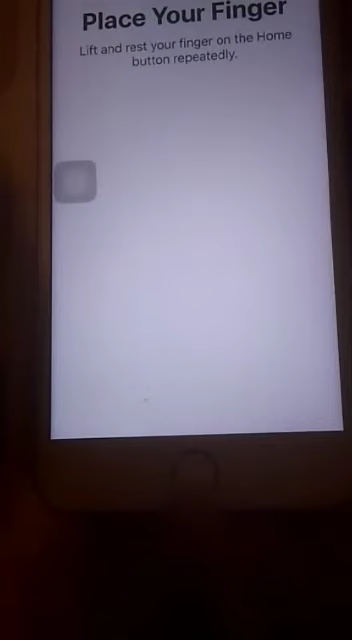 Place Your Finger
Lift and rest your finger on the Home
button repeatedly.